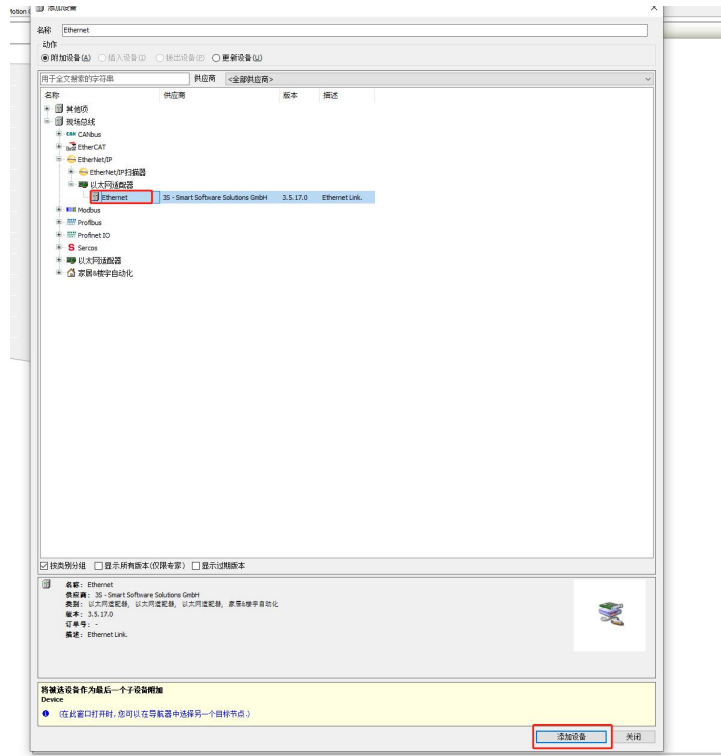 Motion
添加设备
名称 Ethernet
动作
附加设备(A) 插入设备(I) 拔出设备(P) 更新设备(U)
用于全文搜索的字符串 供应商 <全部供应商>
名称 供应商 版本 描述
其他项
现场总线
CAN CANbus
EtherCAT
EtherNet/IP
EtherNet/IP扫描器
以太网适配器
Ethernet 3S - Smart Software Solutions GmbH 3.5.17.0 Ethernet Link.
Modbus
Profibus
Profinet IO
S Sercos
以太网适配器
家居&楼宇自动化
按类别分组 显示所有版本(仅限专家) 显示过期版本
名称: Ethernet
供应商: 3S - Smart Software Solutions GmbH
类别: 以太网适配器, 以太网适配器, 以太网适配器, 家居&楼宇自动化
版本: 3.5.17.0
订单号: -
描述: Ethernet Link.
将被选设备作为最后一个子设备附加
Device
(在此窗口打开时,您可以在导航器中选择另一个目标节点.)
添加设备 关闭